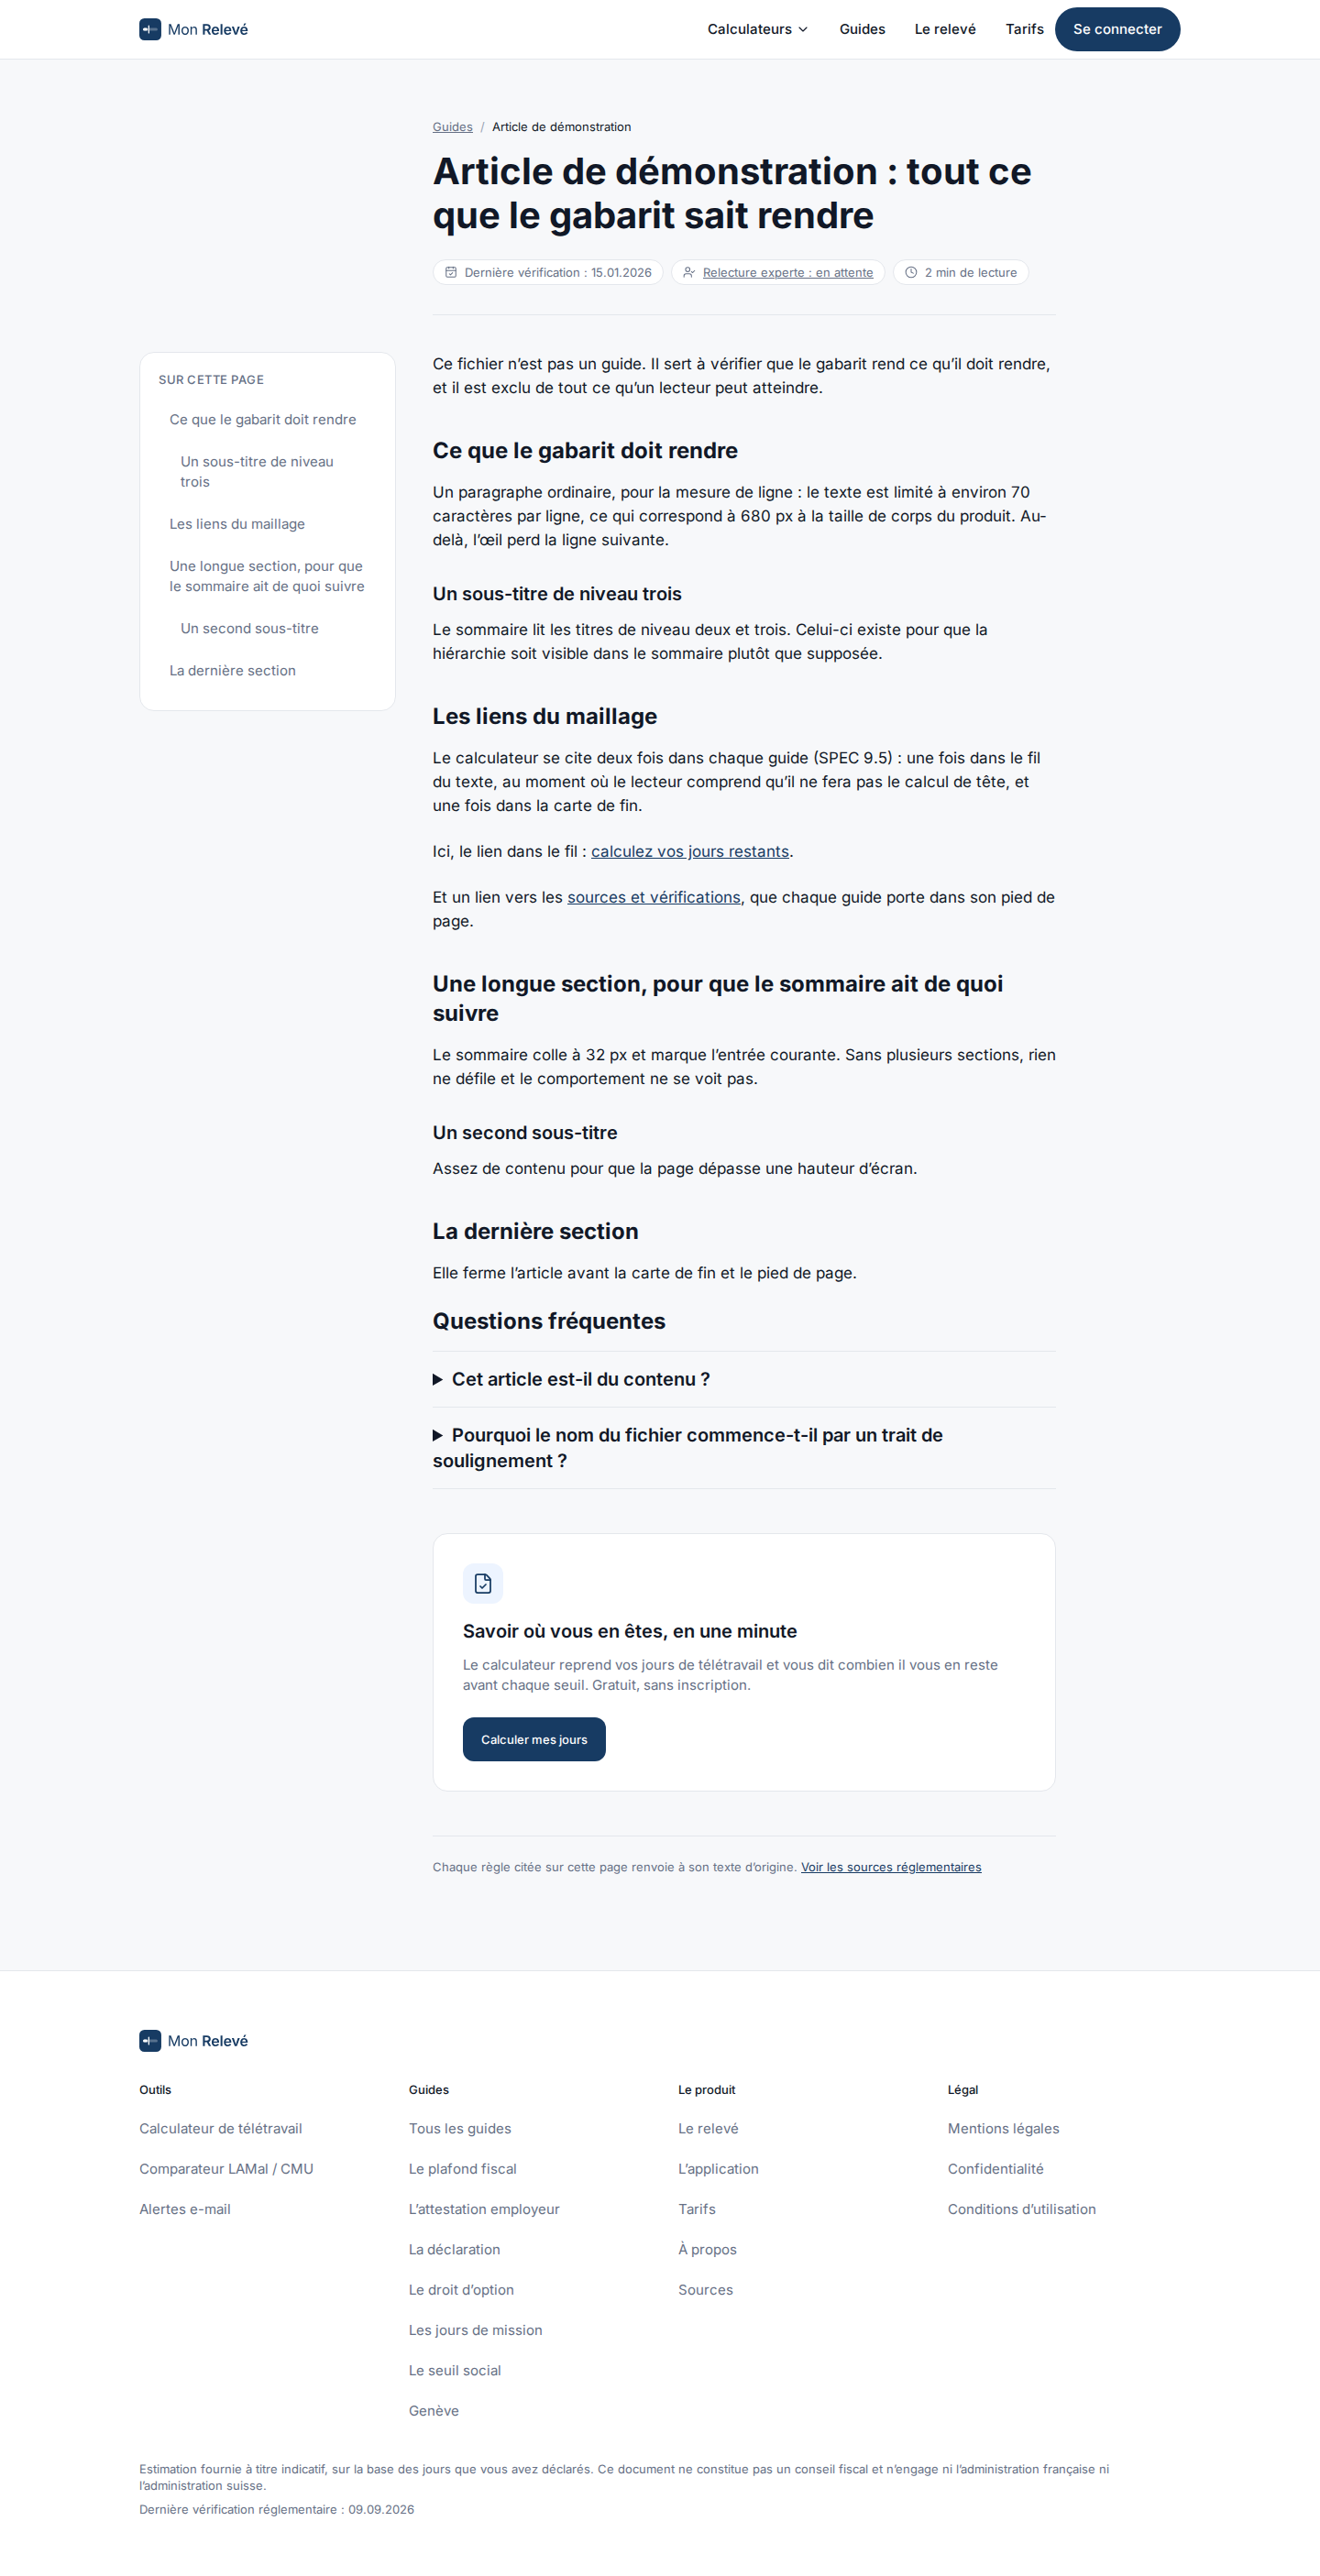 Mon Relevé
Calculateurs
Guides
Le relevé
Tarifs
Se connecter
Guides / Article de démonstration
Article de démonstration : tout ce
que le gabarit sait rendre
Dernière vérification : 15.01.2026
Relecture experte : en attente
2 min de lecture
SUR CETTE PAGE
Ce que le gabarit doit rendre
Un sous-titre de niveau
trois
Les liens du maillage
Une longue section, pour que
le sommaire ait de quoi suivre
Un second sous-titre
La dernière section
Ce fichier n’est pas un guide. Il sert à vérifier que le gabarit rend ce qu’il doit rendre,
et il est exclu de tout ce qu’un lecteur peut atteindre.
Ce que le gabarit doit rendre
Un paragraphe ordinaire, pour la mesure de ligne : le texte est limité à environ 70
caractères par ligne, ce qui correspond à 680 px à la taille de corps du produit. Au-
delà, l’œil perd la ligne suivante.
Un sous-titre de niveau trois
Le sommaire lit les titres de niveau deux et trois. Celui-ci existe pour que la
hiérarchie soit visible dans le sommaire plutôt que supposée.
Les liens du maillage
Le calculateur se cite deux fois dans chaque guide (SPEC 9.5) : une fois dans le fil
du texte, au moment où le lecteur comprend qu’il ne fera pas le calcul de tête, et
une fois dans la carte de fin.
Ici, le lien dans le fil : calculez vos jours restants.
Et un lien vers les sources et vérifications, que chaque guide porte dans son pied de
page.
Une longue section, pour que le sommaire ait de quoi
suivre
Le sommaire colle à 32 px et marque l’entrée courante. Sans plusieurs sections, rien
ne défile et le comportement ne se voit pas.
Un second sous-titre
Assez de contenu pour que la page dépasse une hauteur d’écran.
La dernière section
Elle ferme l’article avant la carte de fin et le pied de page.
Questions fréquentes
Cet article est-il du contenu ?
Pourquoi le nom du fichier commence-t-il par un trait de
soulignement ?
Savoir où vous en êtes, en une minute
Le calculateur reprend vos jours de télétravail et vous dit combien il vous en reste
avant chaque seuil. Gratuit, sans inscription.
Calculer mes jours
Chaque règle citée sur cette page renvoie à son texte d’origine. Voir les sources réglementaires
Mon Relevé
Outils
Calculateur de télétravail
Comparateur LAMal / CMU
Alertes e-mail
Guides
Tous les guides
Le plafond fiscal
L’attestation employeur
La déclaration
Le droit d’option
Les jours de mission
Le seuil social
Genève
Le produit
Le relevé
L’application
Tarifs
À propos
Sources
Légal
Mentions légales
Confidentialité
Conditions d’utilisation
Estimation fournie à titre indicatif, sur la base des jours que vous avez déclarés. Ce document ne constitue pas un conseil fiscal et n’engage ni l’administration française ni
l’administration suisse.
Dernière vérification réglementaire : 09.09.2026